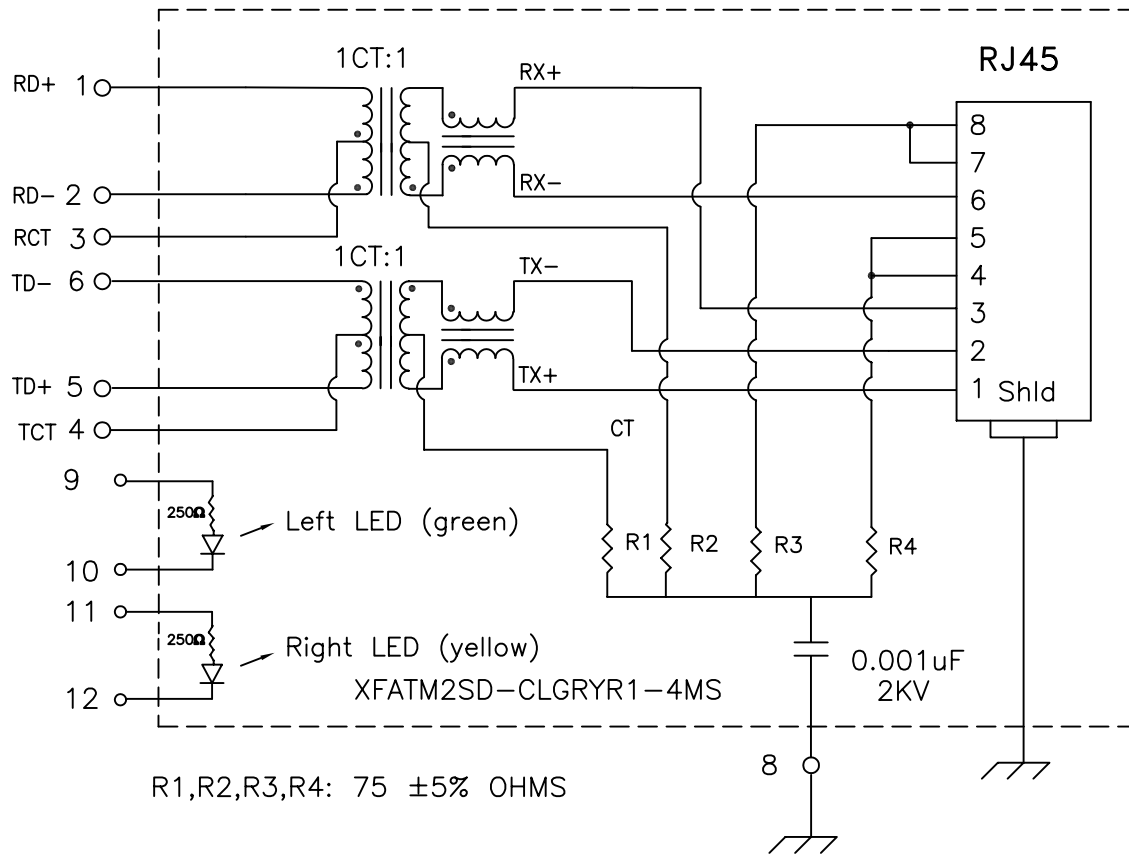 1CT:1
RJ45
RD+ 1
RX+
8
7
RD- 2
RX-
6
RCT 3
5
1CT:1
TD- 6
TX-
4
3
2
TD+ 5
TX+
1 Shld
TCT 4
CT
9
250Ω
Left LED (green)
R1
R2
R3
R4
10
11
250Ω
Right LED (yellow)
0.001uF
2KV
12
XFATM2SD-CLGRYR1-4MS
8
R1,R2,R3,R4: 75 ±5% OHMS